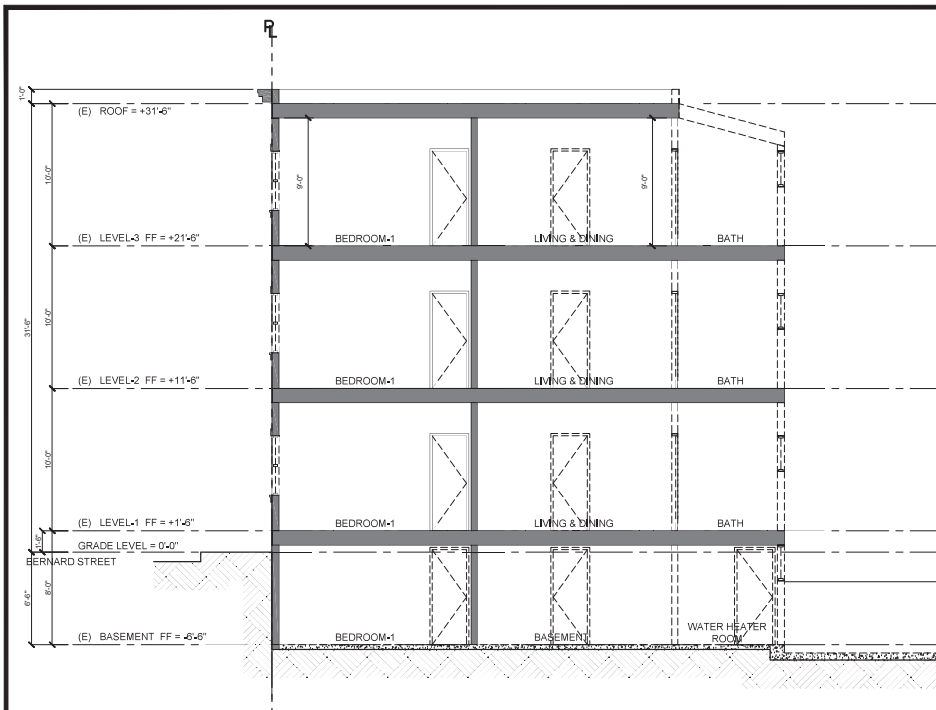 PL
1'-0"
(E) ROOF = +31'-6"
10'-0"
9'-0"
9'-0"
(E) LEVEL-3 FF = +21'-6"
BEDROOM-1
LIVING & DINING
BATH
31'-6"
10'-0"
(E) LEVEL-2 FF = +11'-6"
BEDROOM-1
LIVING & DINING
BATH
10'-0"
(E) LEVEL-1 FF = +1'-6"
BEDROOM-1
LIVING & DINING
BATH
1'-6"
GRADE LEVEL = 0'-0"
BERNARD STREET
6'-6"
8'-0"
(E) BASEMENT FF = -6'-6"
BEDROOM-1
BASEMENT
WATER HEATER
ROOM